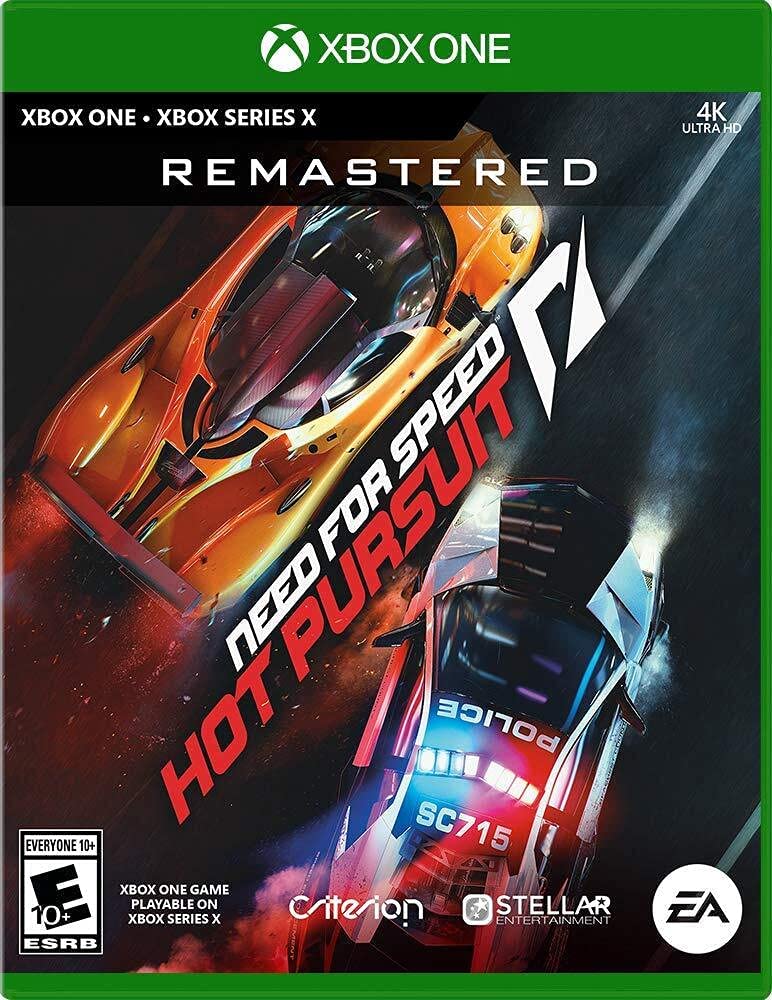 XBOX ONE
XBOX ONE • XBOX SERIES X
4K
ULTRA HD
REMASTERED
NEED FOR SPEED™
HOT PURSUIT
POLICE
SC715
EVERYONE 10+
E
10+
ESRB
XBOX ONE GAME
PLAYABLE ON
XBOX SERIES X
Criterion
STELLAR
ENTERTAINMENT
EA